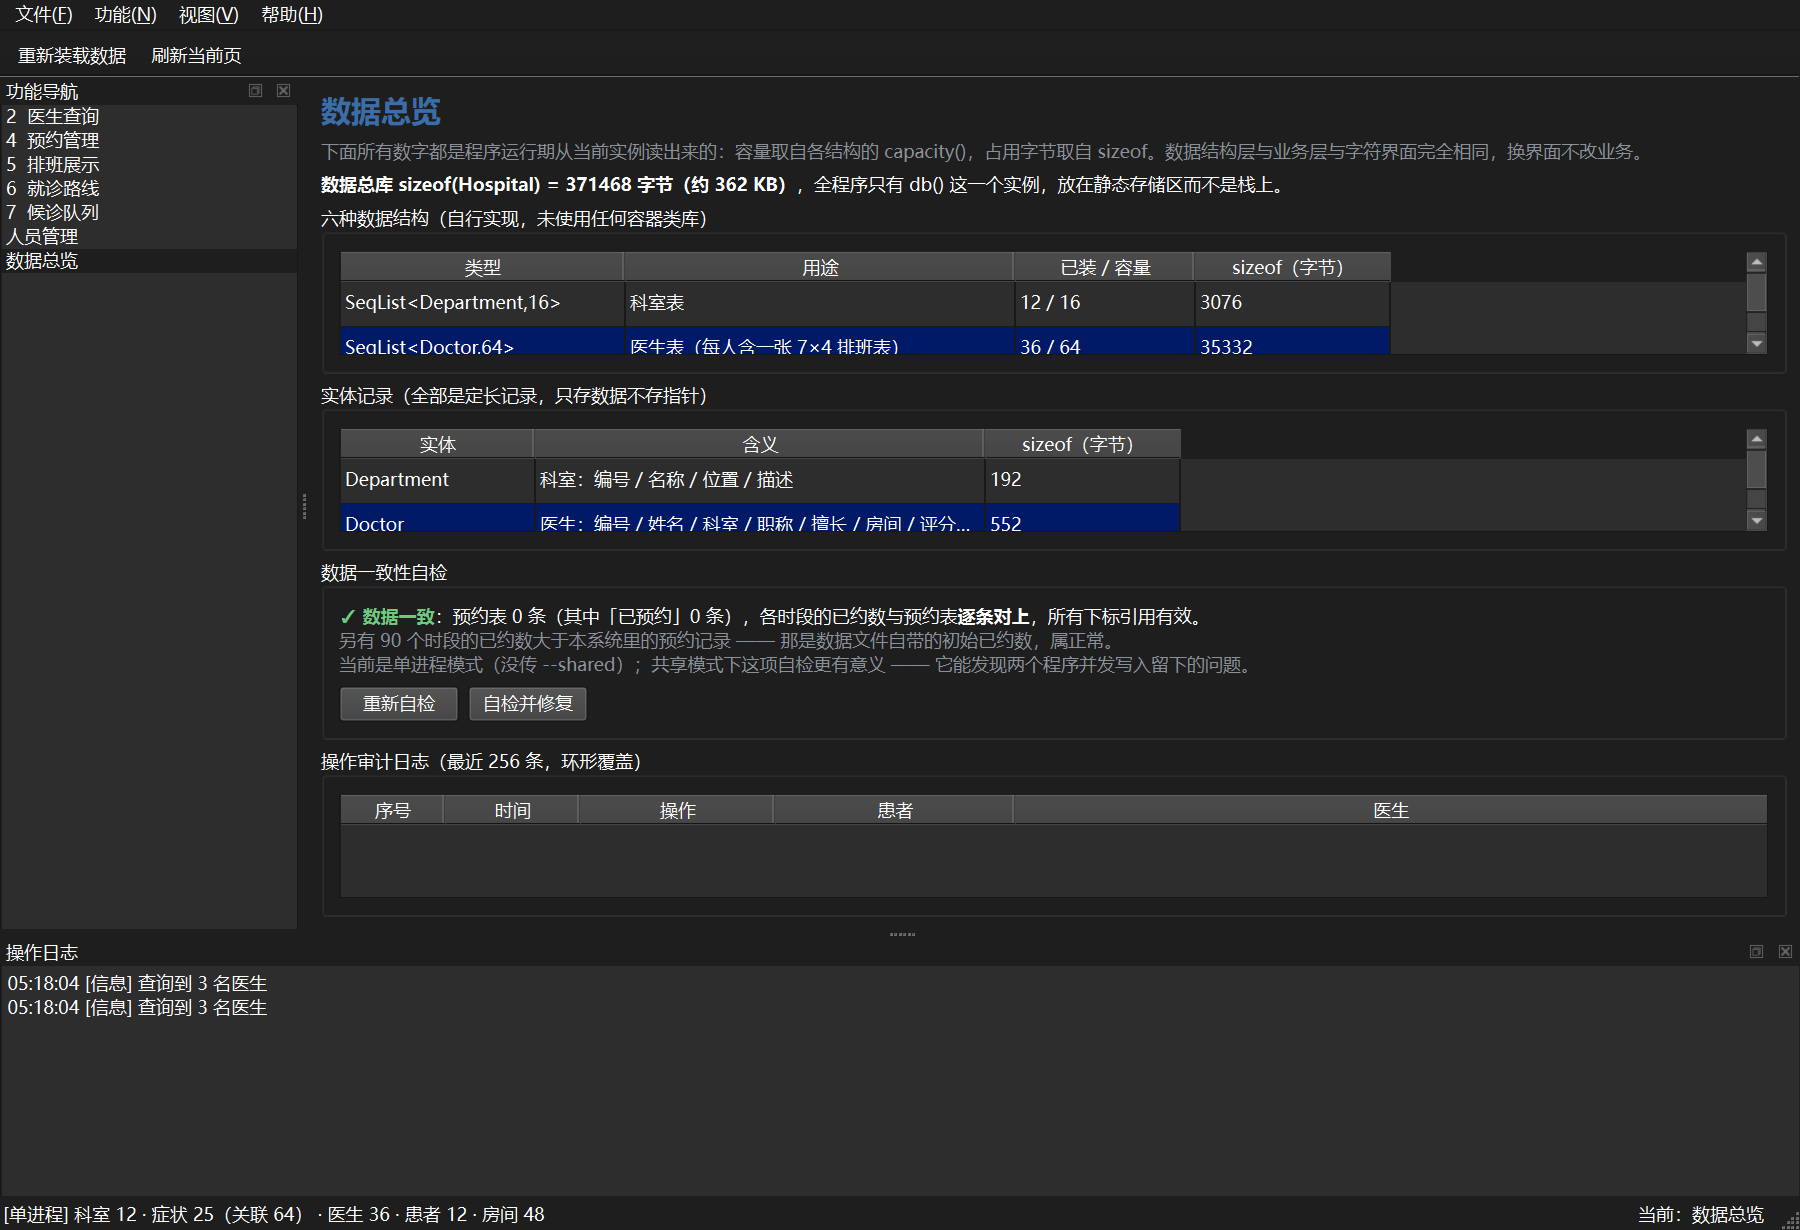 文件(F) 功能(N) 视图(V) 帮助(H)
重新装载数据 刷新当前页
功能导航
2 医生查询
4 预约管理
5 排班展示
6 就诊路线
7 候诊队列
人员管理
数据总览
数据总览
下面所有数字都是程序运行期从当前实例读出来的：容量取自各结构的 capacity()，占用字节取自 sizeof。数据结构层与业务层与字符界面完全相同，换界面不改业务。
数据总库 sizeof(Hospital) = 371468 字节（约 362 KB），全程序只有 db() 这一个实例，放在静态存储区而不是栈上。
六种数据结构（自行实现，未使用任何容器类库）
类型 用途 已装 / 容量 sizeof（字节）
SeqList<Department,16> 科室表 12 / 16 3076
SeqList<Doctor,64> 医生表（每人含一张 7×4 排班表） 36 / 64 35332
实体记录（全部是定长记录，只存数据不存指针）
实体 含义 sizeof（字节）
Department 科室：编号 / 名称 / 位置 / 描述 192
Doctor 医生：编号 / 姓名 / 科室 / 职称 / 擅长 / 房间 / 评分... 552
数据一致性自检
✓ 数据一致：预约表 0 条（其中「已预约」0 条），各时段的已约数与预约表逐条对上，所有下标引用有效。
另有 90 个时段的已约数大于本系统里的预约记录 —— 那是数据文件自带的初始已约数，属正常。
当前是单进程模式（没传 --shared）；共享模式下这项自检更有意义 —— 它能发现两个程序并发写入留下的问题。
重新自检 自检并修复
操作审计日志（最近 256 条，环形覆盖）
序号 时间 操作 患者 医生
操作日志
05:18:04 [信息] 查询到 3 名医生
05:18:04 [信息] 查询到 3 名医生
[单进程] 科室 12 · 症状 25（关联 64） · 医生 36 · 患者 12 · 房间 48 当前：数据总览